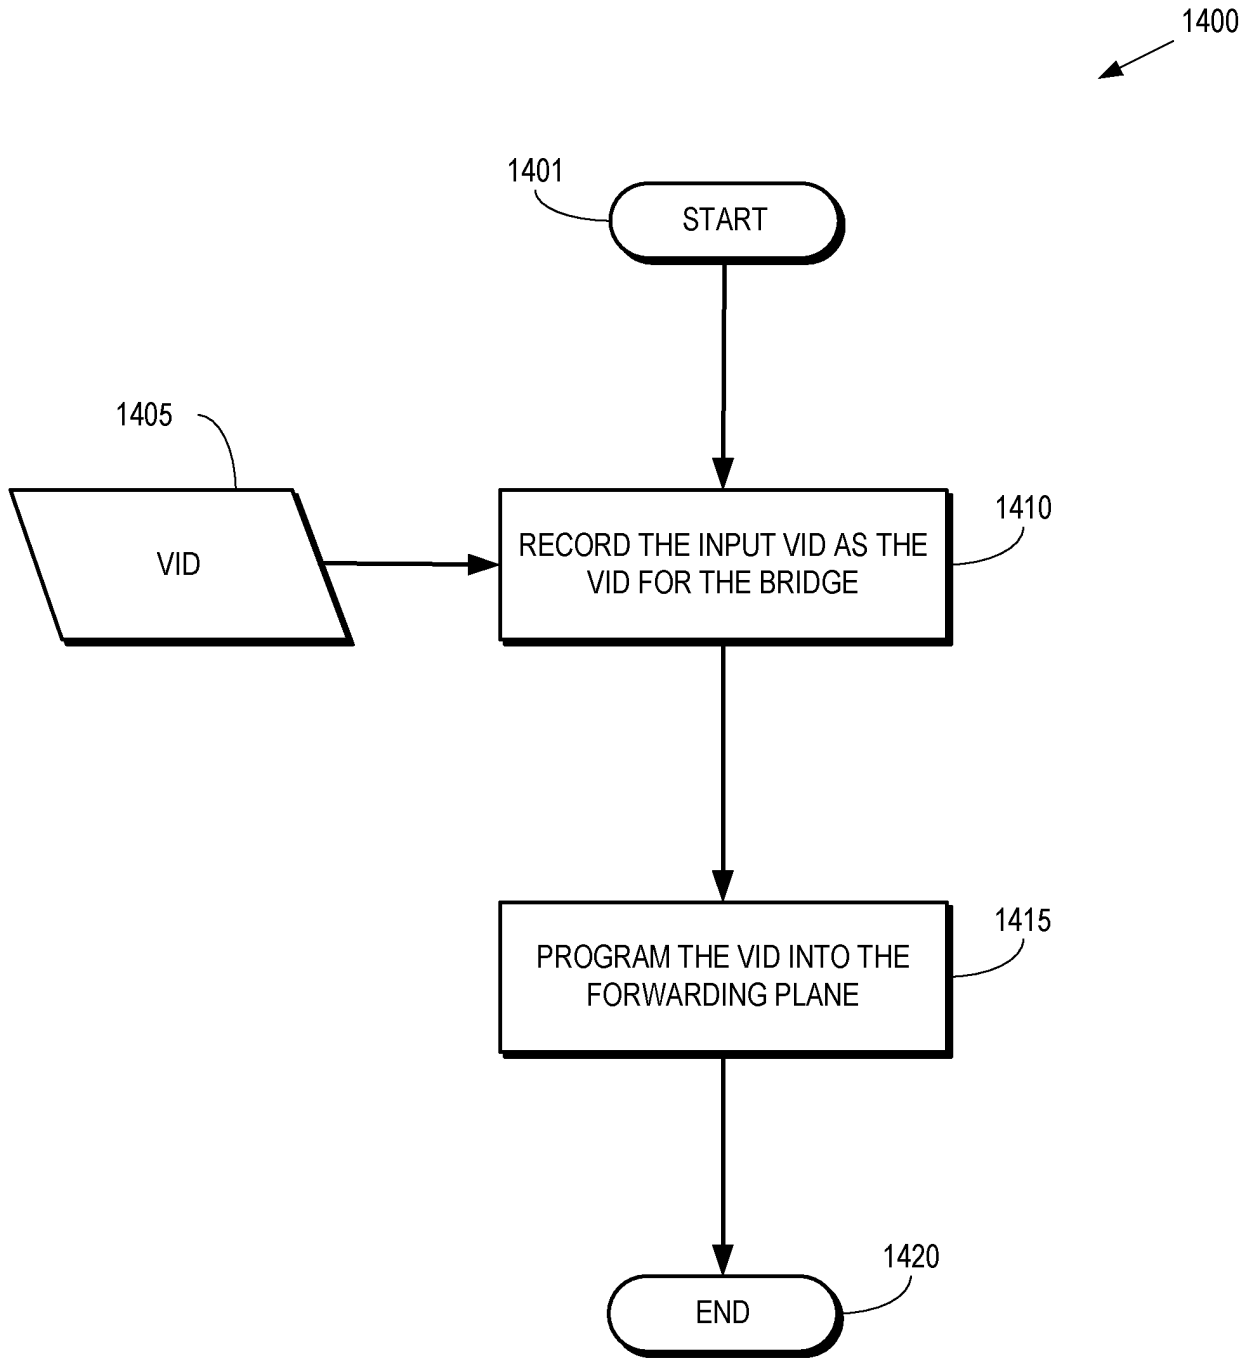 1400
1401
START
1405
VID
RECORD THE INPUT VID AS THE
VID FOR THE BRIDGE
1410
PROGRAM THE VID INTO THE
FORWARDING PLANE
1415
1420
END